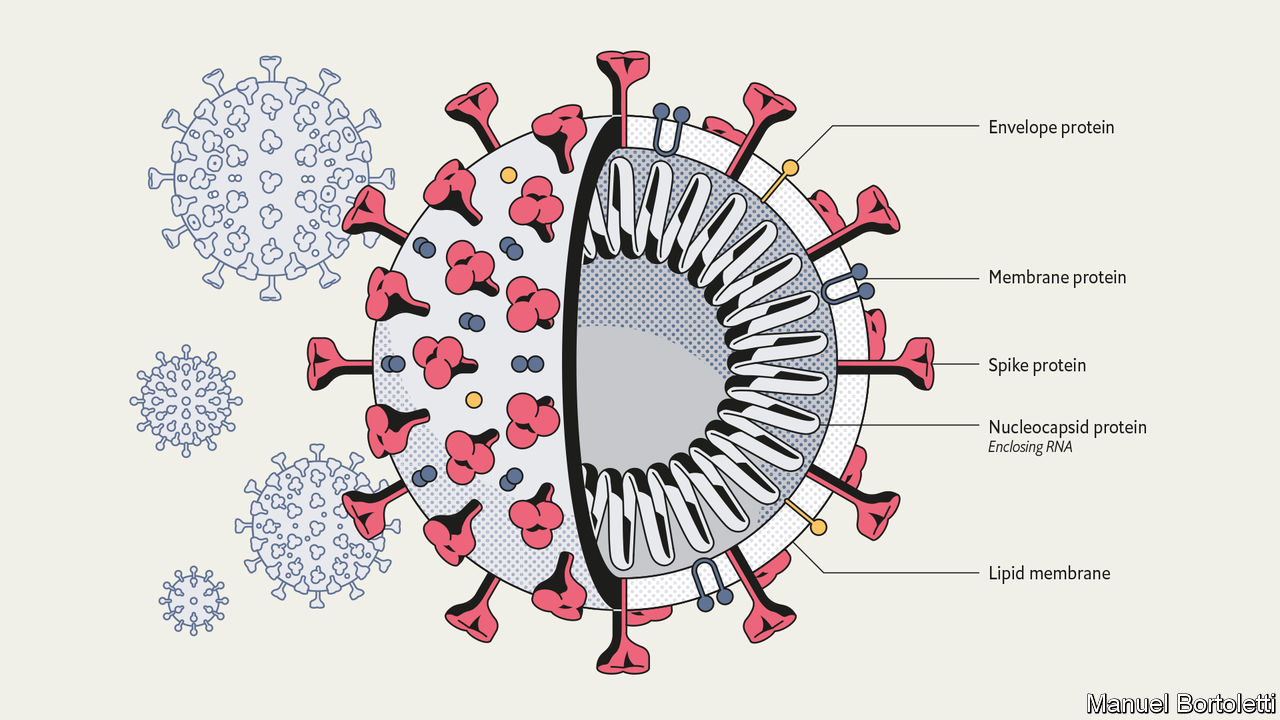 Envelope protein
Membrane protein
Spike protein
Nucleocapsid protein
Enclosing RNA
Lipid membrane
Manuel Bortoletti